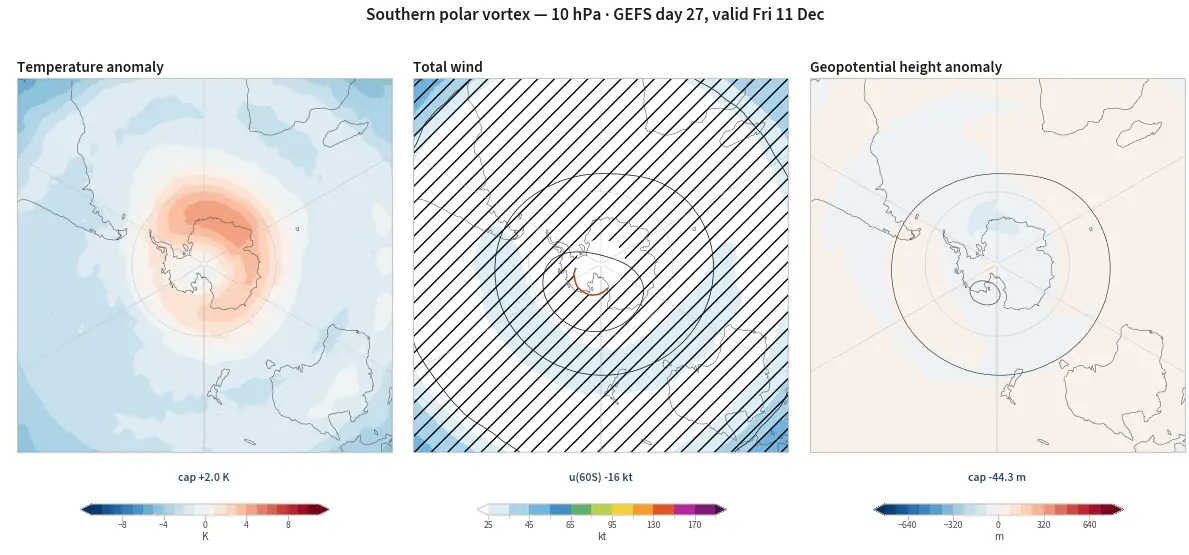 Southern polar vortex — 10 hPa · GEFS day 27, valid Fri 11 Dec
Temperature anomaly
Total wind
Geopotential height anomaly
cap +2.0 K
u(60S) -16 kt
cap -44.3 m
−8 −4 0 4 8
K
25 45 65 95 130 170
kt
−640 −320 0 320 640
m